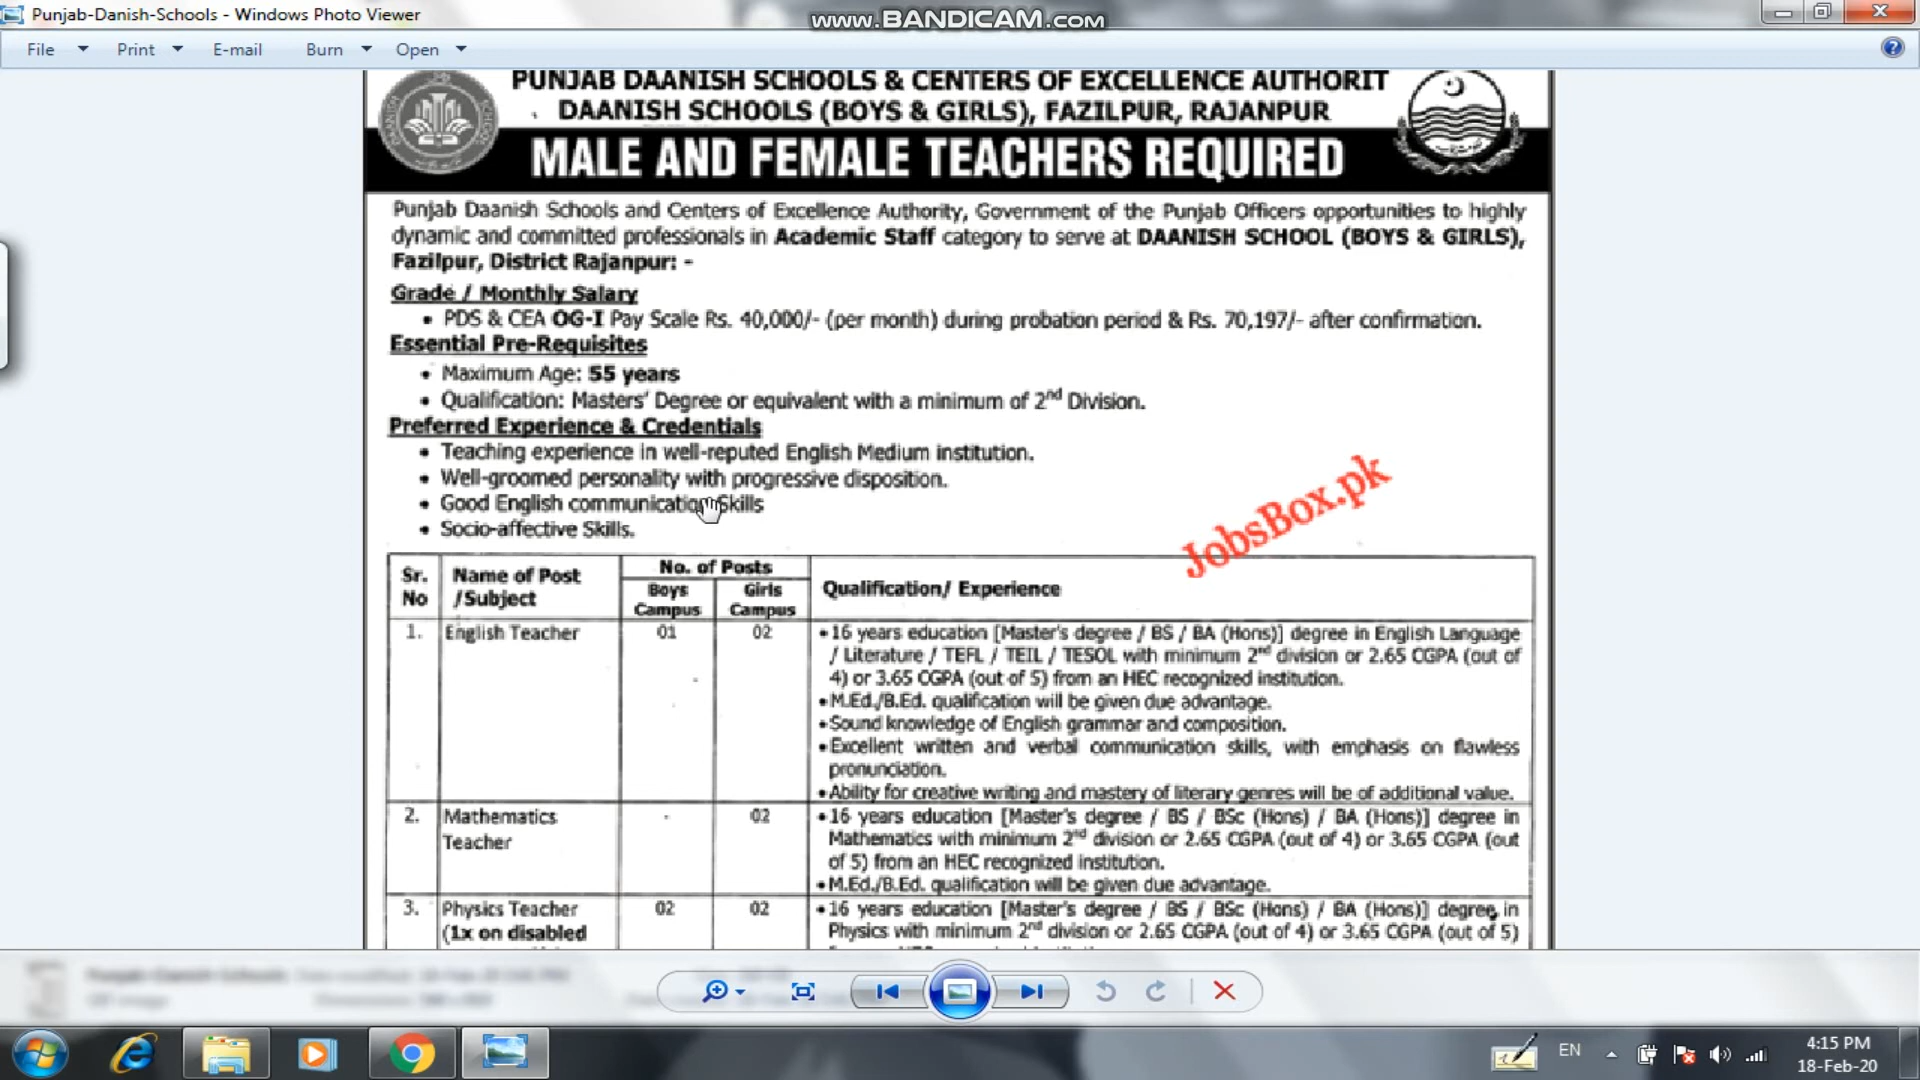 Punjab-Danish-Schools - Windows Photo Viewer
www.BANDICAM.com
File Print E-mail Burn Open
PUNJAB DAANISH SCHOOLS & CENTERS OF EXCELLENCE AUTHORIT
DAANISH SCHOOLS (BOYS & GIRLS), FAZILPUR, RAJANPUR
MALE AND FEMALE TEACHERS REQUIRED
Punjab Daanish Schools and Centers of Excellence Authority, Government of the Punjab Officers opportunities to highly
dynamic and committed professionals in Academic Staff category to serve at DAANISH SCHOOL (BOYS & GIRLS),
Fazilpur, District Rajanpur: -
Grade / Monthly Salary
• PDS & CEA OG-I Pay Scale Rs. 40,000/- (per month) during probation period & Rs. 70,197/- after confirmation.
Essential Pre-Requisites
• Maximum Age: 55 years
• Qualification: Masters' Degree or equivalent with a minimum of 2nd Division.
Preferred Experience & Credentials
• Teaching experience in well-reputed English Medium institution.
• Well-groomed personality with progressive disposition.
• Good English communication Skills
• Socio-affective Skills.
JobsBox.pk
Sr. No
Name of Post /Subject
No. of Posts
Boys Campus
Girls Campus
Qualification/ Experience
1. English Teacher 01 02
• 16 years education [Master's degree / BS / BA (Hons)] degree in English Language
/ Literature / TEFL / TEIL / TESOL with minimum 2nd division or 2.65 CGPA (out of
4) or 3.65 CGPA (out of 5) from an HEC recognized institution.
• M.Ed./B.Ed. qualification will be given due advantage.
• Sound knowledge of English grammar and composition.
• Excellent written and verbal communication skills, with emphasis on flawless
pronunciation.
• Ability for creative writing and mastery of literary genres will be of additional value.
2. Mathematics Teacher - 02
• 16 years education [Master's degree / BS / BSc (Hons) / BA (Hons)] degree in
Mathematics with minimum 2nd division or 2.65 CGPA (out of 4) or 3.65 CGPA (out
of 5) from an HEC recognized institution.
• M.Ed./B.Ed. qualification will be given due advantage.
3. Physics Teacher 02 02
(1x on disabled
• 16 years education [Master's degree / BS / BSc (Hons) / BA (Hons)] degree in
Physics with minimum 2nd division or 2.65 CGPA (out of 4) or 3.65 CGPA (out of 5)
EN
4:15 PM
18-Feb-20